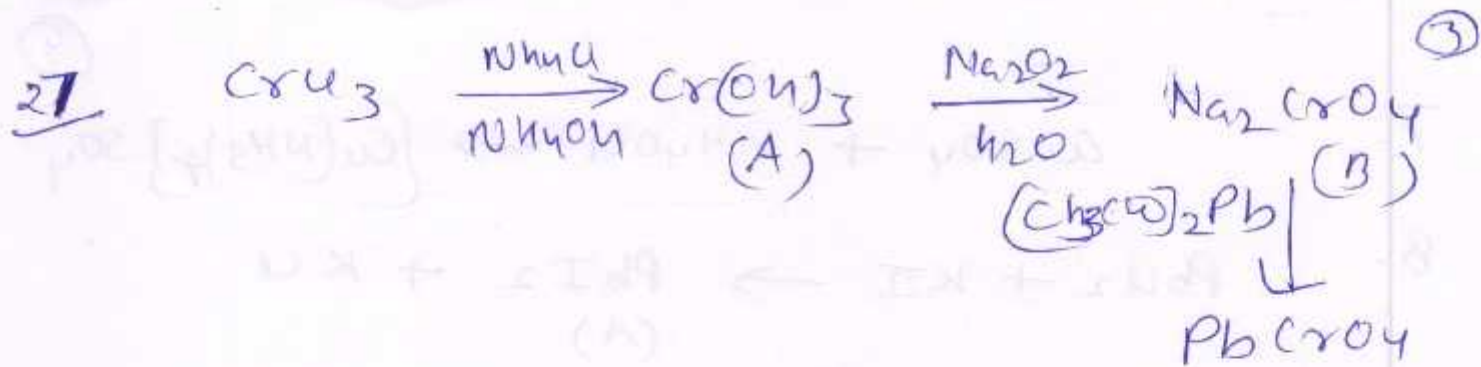 ③
27 CrCl3 NH4Cl NH4OH → Cr(OH)3 Na2O2 H2O → Na2CrO4
(A) (B)
(CH3COO)2Pb ↓
PbCrO4